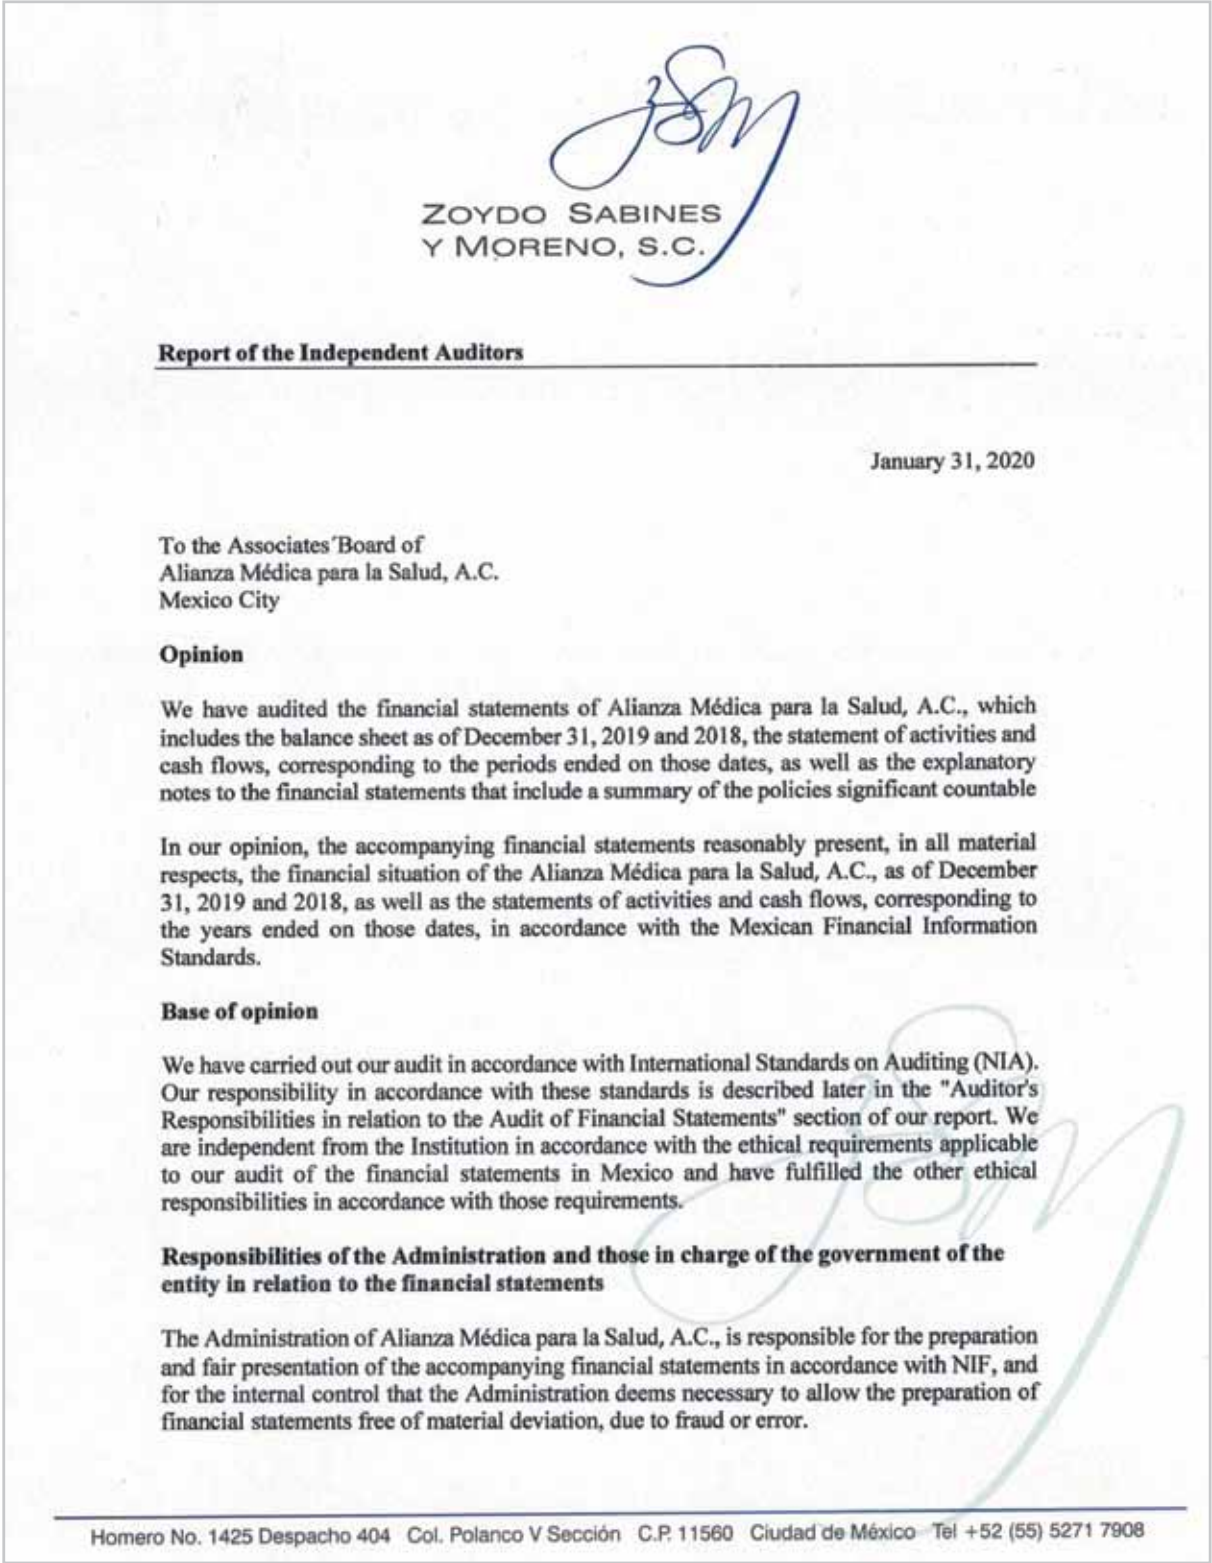 ZSM
ZOYDO SABINES
Y MORENO, S.C.
Report of the Independent Auditors
January 31, 2020
To the Associates´Board of
Alianza Médica para la Salud, A.C.
Mexico City
Opinion
We have audited the financial statements of Alianza Médica para la Salud, A.C., which
includes the balance sheet as of December 31, 2019 and 2018, the statement of activities and
cash flows, corresponding to the periods ended on those dates, as well as the explanatory
notes to the financial statements that include a summary of the policies significant countable
In our opinion, the accompanying financial statements reasonably present, in all material
respects, the financial situation of the Alianza Médica para la Salud, A.C., as of December
31, 2019 and 2018, as well as the statements of activities and cash flows, corresponding to
the years ended on those dates, in accordance with the Mexican Financial Information
Standards.
Base of opinion
We have carried out our audit in accordance with International Standards on Auditing (NIA).
Our responsibility in accordance with these standards is described later in the "Auditor's
Responsibilities in relation to the Audit of Financial Statements" section of our report. We
are independent from the Institution in accordance with the ethical requirements applicable
to our audit of the financial statements in Mexico and have fulfilled the other ethical
responsibilities in accordance with those requirements.
Responsibilities of the Administration and those in charge of the government of the
entity in relation to the financial statements
The Administration of Alianza Médica para la Salud, A.C., is responsible for the preparation
and fair presentation of the accompanying financial statements in accordance with NIF, and
for the internal control that the Administration deems necessary to allow the preparation of
financial statements free of material deviation, due to fraud or error.
ZSM
Homero No. 1425 Despacho 404 Col. Polanco V Sección C.P. 11560 Ciudad de México Tel +52 (55) 5271 7908